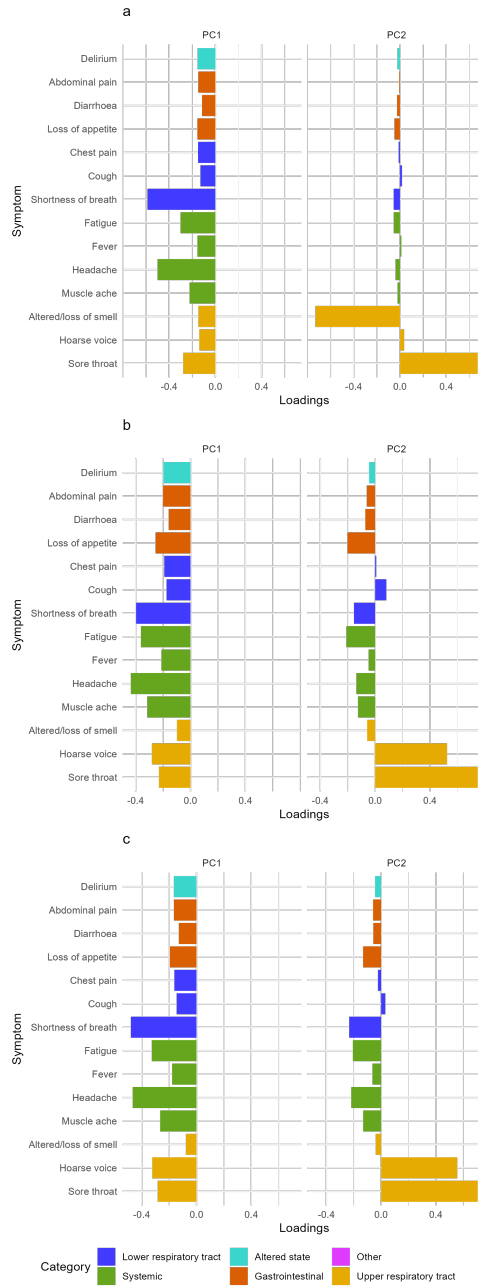 a
PC1 PC2
Delirium
Abdominal pain
Diarrhoea
Loss of appetite
Chest pain
Cough
Shortness of breath
Fatigue
Fever
Headache
Muscle ache
Altered/loss of smell
Hoarse voice
Sore throat
Symptom
-0.4 0.0 0.4 -0.4 0.0 0.4
Loadings
b
PC1 PC2
Delirium
Abdominal pain
Diarrhoea
Loss of appetite
Chest pain
Cough
Shortness of breath
Fatigue
Fever
Headache
Muscle ache
Altered/loss of smell
Hoarse voice
Sore throat
Symptom
-0.4 0.0 0.4 -0.4 0.0 0.4
Loadings
c
PC1 PC2
Delirium
Abdominal pain
Diarrhoea
Loss of appetite
Chest pain
Cough
Shortness of breath
Fatigue
Fever
Headache
Muscle ache
Altered/loss of smell
Hoarse voice
Sore throat
Symptom
-0.4 0.0 0.4 -0.4 0.0 0.4
Loadings
Category
Lower respiratory tract Altered state Other
Systemic Gastrointestinal Upper respiratory tract